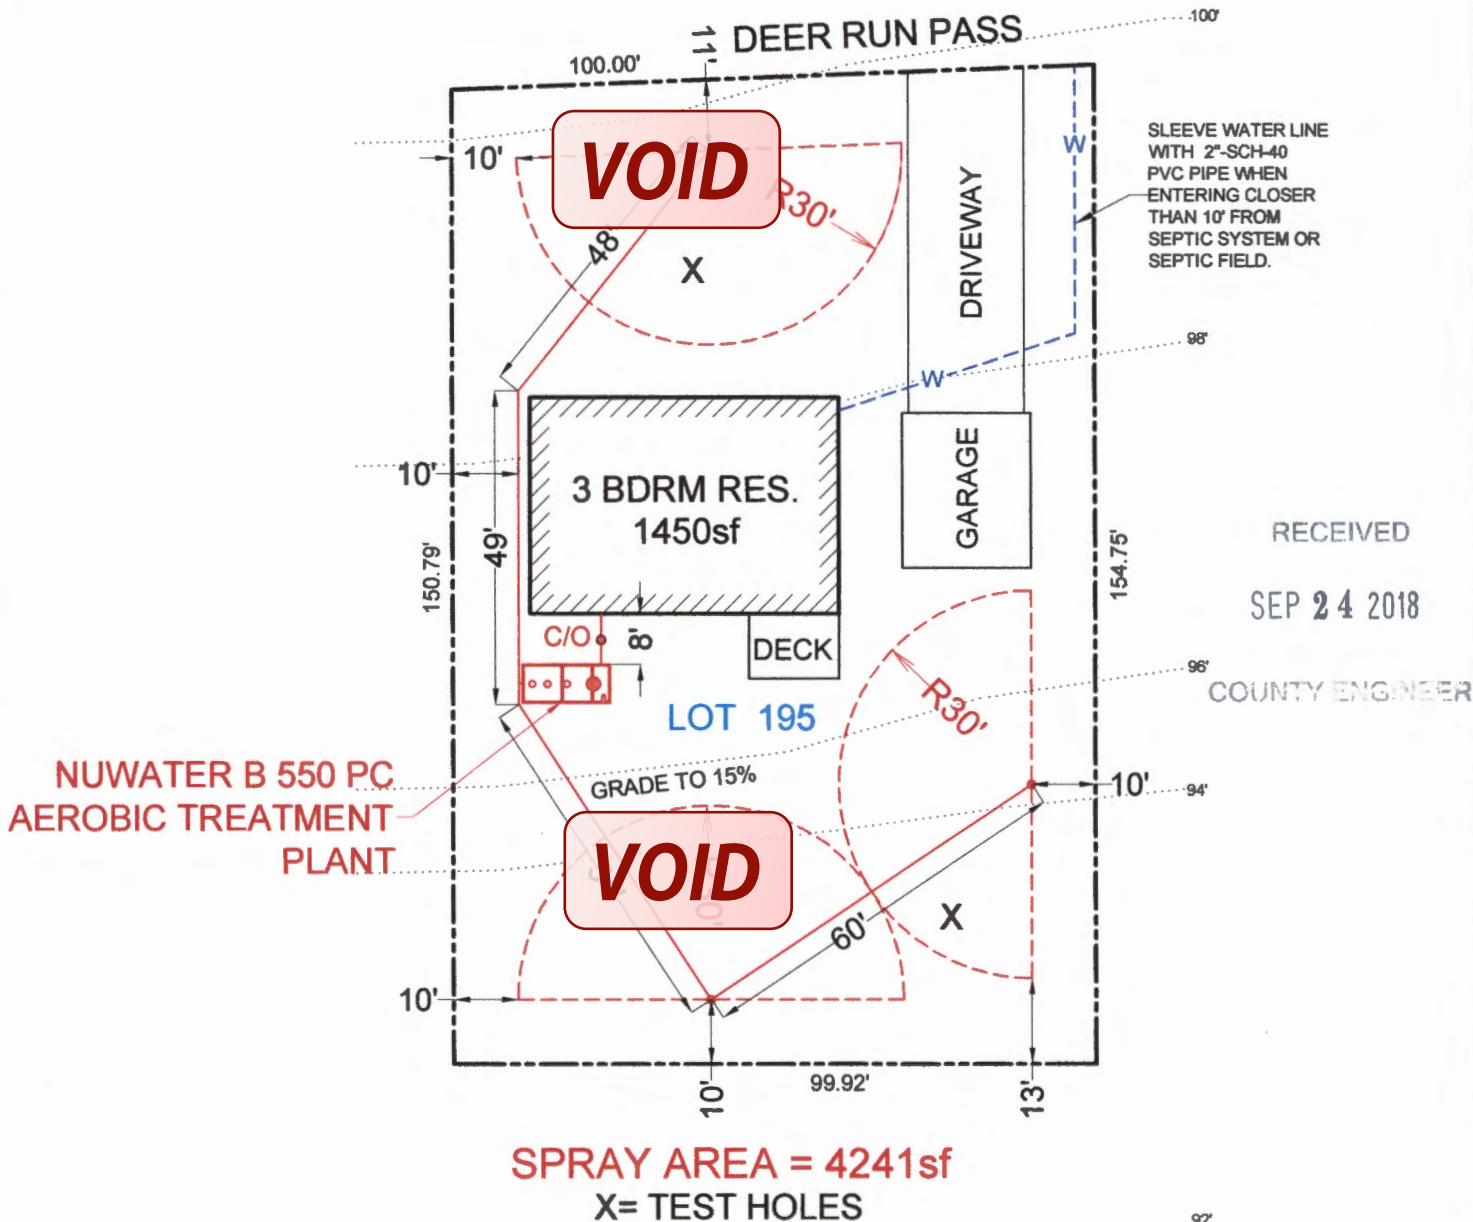 100'
DEER RUN PASS
11'
100.00'
VOID
10'
R30'
48'
X
DRIVEWAY
W
SLEEVE WATER LINE
WITH 2"-SCH-40
PVC PIPE WHEN
ENTERING CLOSER
THAN 10' FROM
SEPTIC SYSTEM OR
SEPTIC FIELD.
98'
W
GARAGE
3 BDRM RES.
1450sf
10'
49'
150.79'
154.75'
RECEIVED
SEP 24 2018
COUNTY ENGINEER
C/O
8'
DECK
96'
R30'
LOT 195
GRADE TO 15%
NUWATER B 550 PC
AEROBIC TREATMENT
PLANT
10'
94'
VOID
X
60'
10'
10'
99.92'
13'
SPRAY AREA = 4241sf
X= TEST HOLES
92'